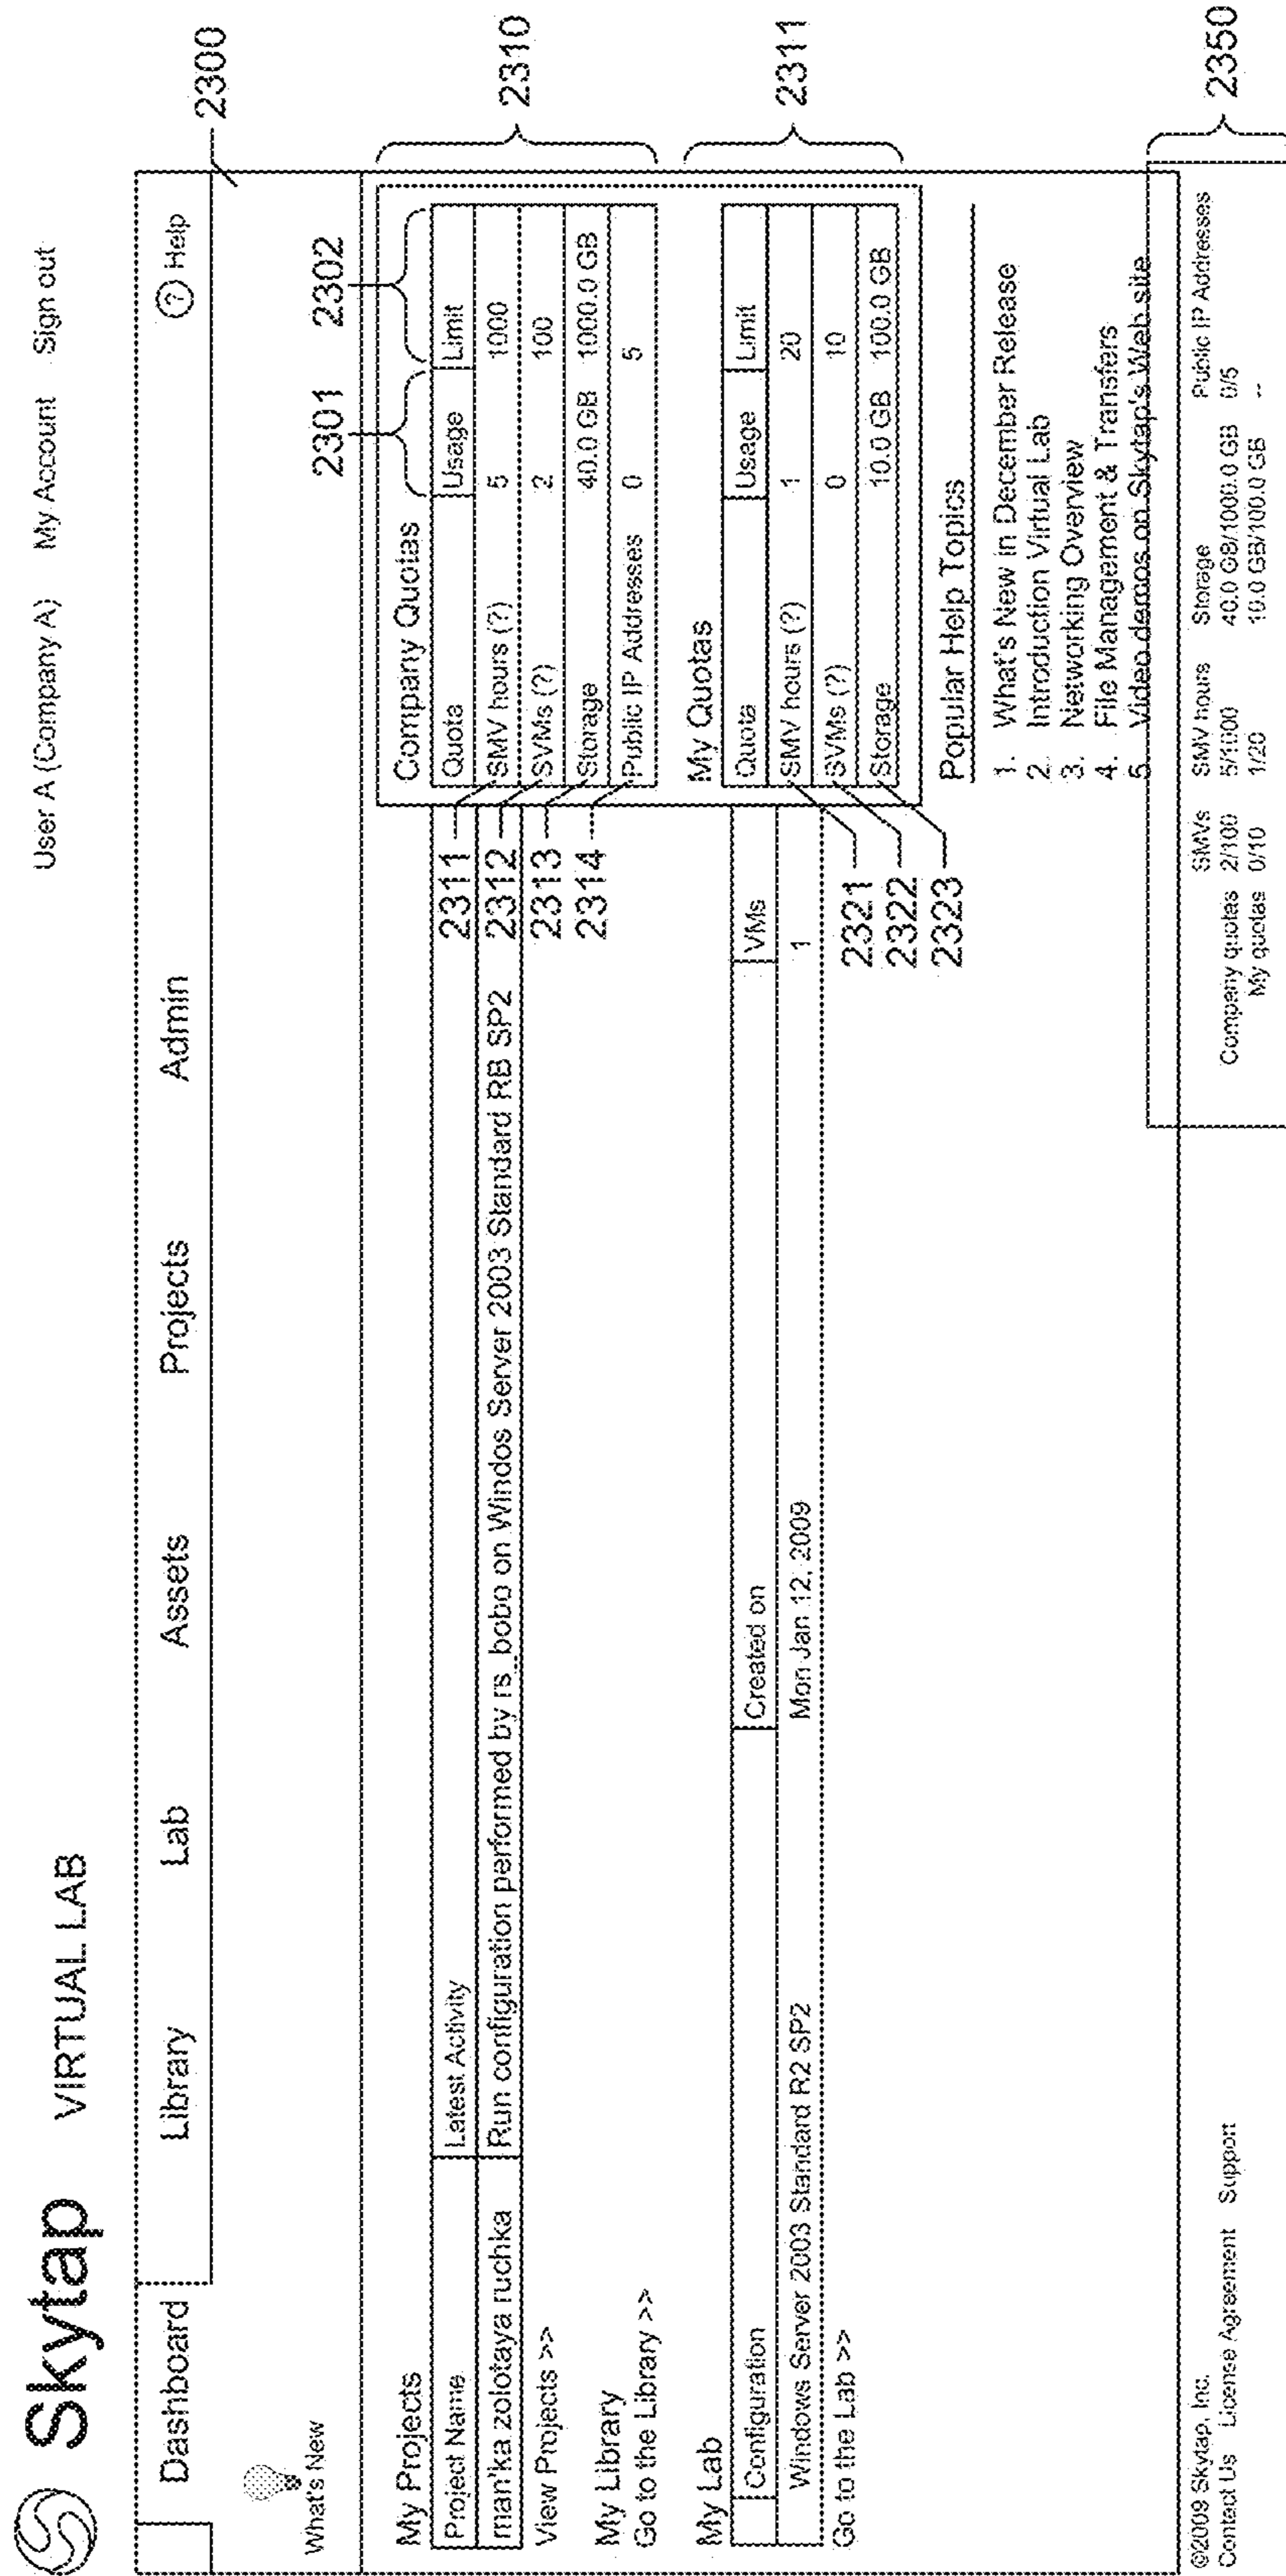 Skytap VIRTUAL LAB
User A (Company A) My Account Sign out
Dashboard Library Lab Assets Projects Admin (?) Help
2300
What's New
2301 2302
My Projects
Project Name Latest Activity
man'ka zolotaya ruchka Run configuration performed by rs_bobo on Windos Server 2003 Standard RB SP2
View Projects >>
My Library
Go to the Library >>
My Lab
Configuration Created on VMs
Windows Server 2003 Standard R2 SP2 Mon Jan 12, 2009 1
Go to the Lab >>
Company Quotas
Quota Usage Limit
SMV hours (?) 5 1000
SVMs (?) 2 100
Storage 40.0 GB 1000.0 GB
Public IP Addresses 0 5
2310
2311
2312
2313
2314
My Quotas
Quota Usage Limit
SMV hours (?) 1 20
SVMs (?) 0 10
Storage 10.0 GB 100.0 GB
2311
2321
2322
2323
Popular Help Topics
1. What's New in December Release
2. Introduction Virtual Lab
3. Networking Overview
4. File Management & Transfers
5. Video demos on Skytap's Web site
©2009 Skytap, Inc.
Contact Us License Agreement Support
SMVs SMV hours Storage Public IP Addresses
Company quotas 2/100 5/1000 40.0 GB/1000.0 GB 0/5
My quotas 0/10 1/20 10.0 GB/100.0 GB --
2350